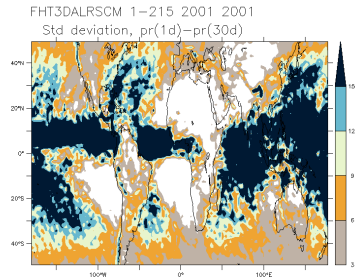 FHT3DALRSCM 1-215 2001 2001
Std deviation, pr(1d)-pr(30d)
40°N
20°N
0°
20°S
40°S
100°W
0°
100°E
15
12
9
6
3